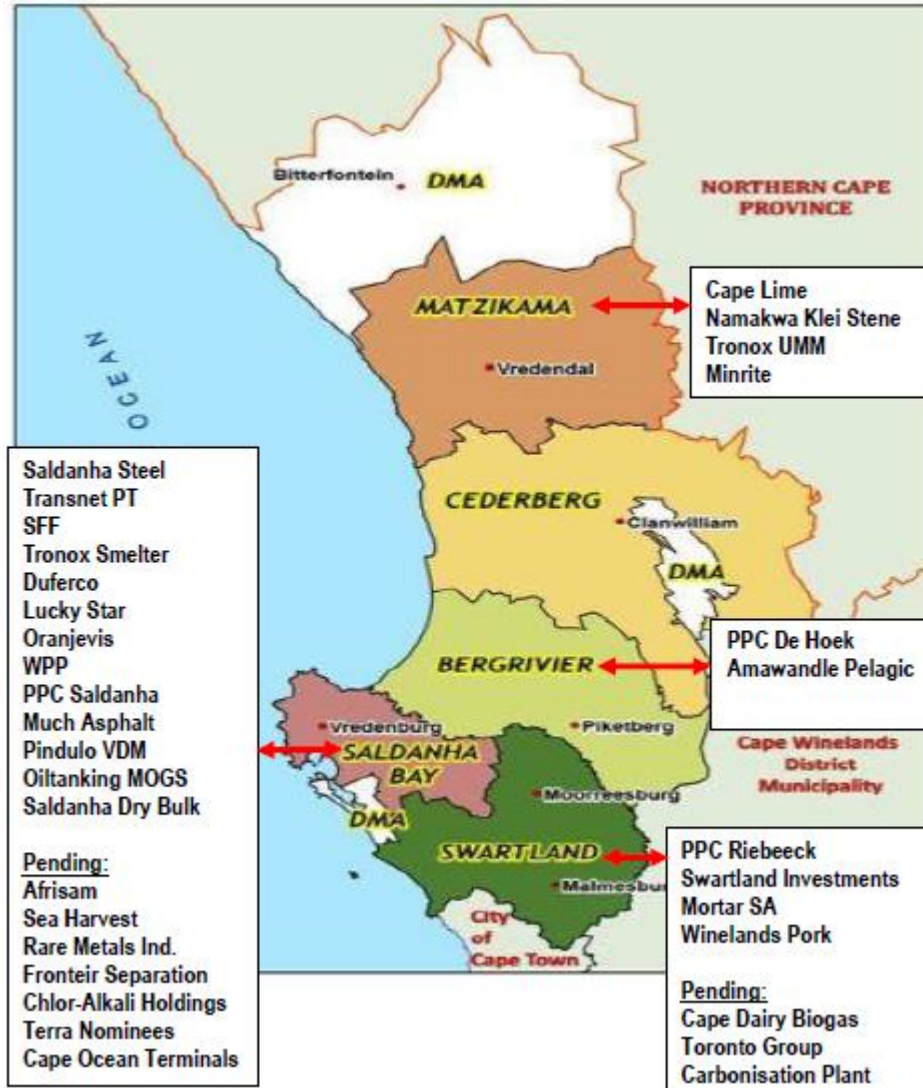 Bitterfontein
DMA
NORTHERN CAPE
PROVINCE
MATZIKAMA
Vredendal
Cape Lime
Namakwa Klei Stene
Tronox UMM
Minrite
OCEAN
CEDERBERG
Clanwilliam
DMA
Saldanha Steel
Transnet PT
SFF
Tronox Smelter
Duferco
Lucky Star
Oranjevis
WPP
PPC Saldanha
Much Asphalt
Pindulo VDM
Oiltanking MOGS
Saldanha Dry Bulk
Pending:
Afrisam
Sea Harvest
Rare Metals Ind.
Fronteir Separation
Chlor-Alkali Holdings
Terra Nominees
Cape Ocean Terminals
BERGRIVIER
Piketberg
PPC De Hoek
Amawandle Pelagic
Cape Winelands
District
Municipality
Vredenburg
SALDANHA
BAY
DMA
Moorreesburg
SWARTLAND
Malmesbur
City
of
Cape Town
PPC Riebeeck
Swartland Investments
Mortar SA
Winelands Pork
Pending:
Cape Dairy Biogas
Toronto Group
Carbonisation Plant